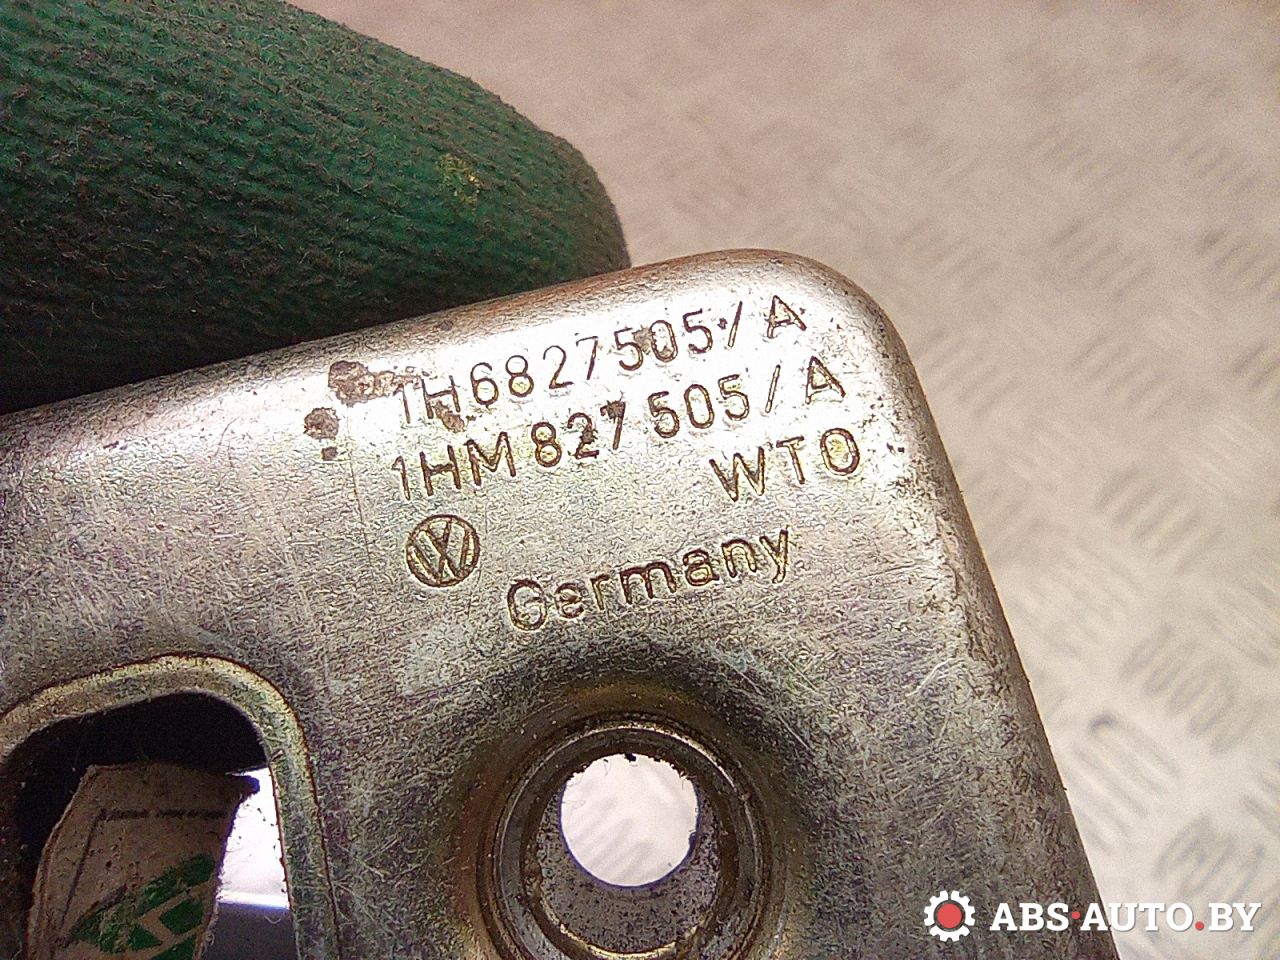 1H6827505/A
1HM 827 505/A
WTO
Germany
ABS-AUTO.BY